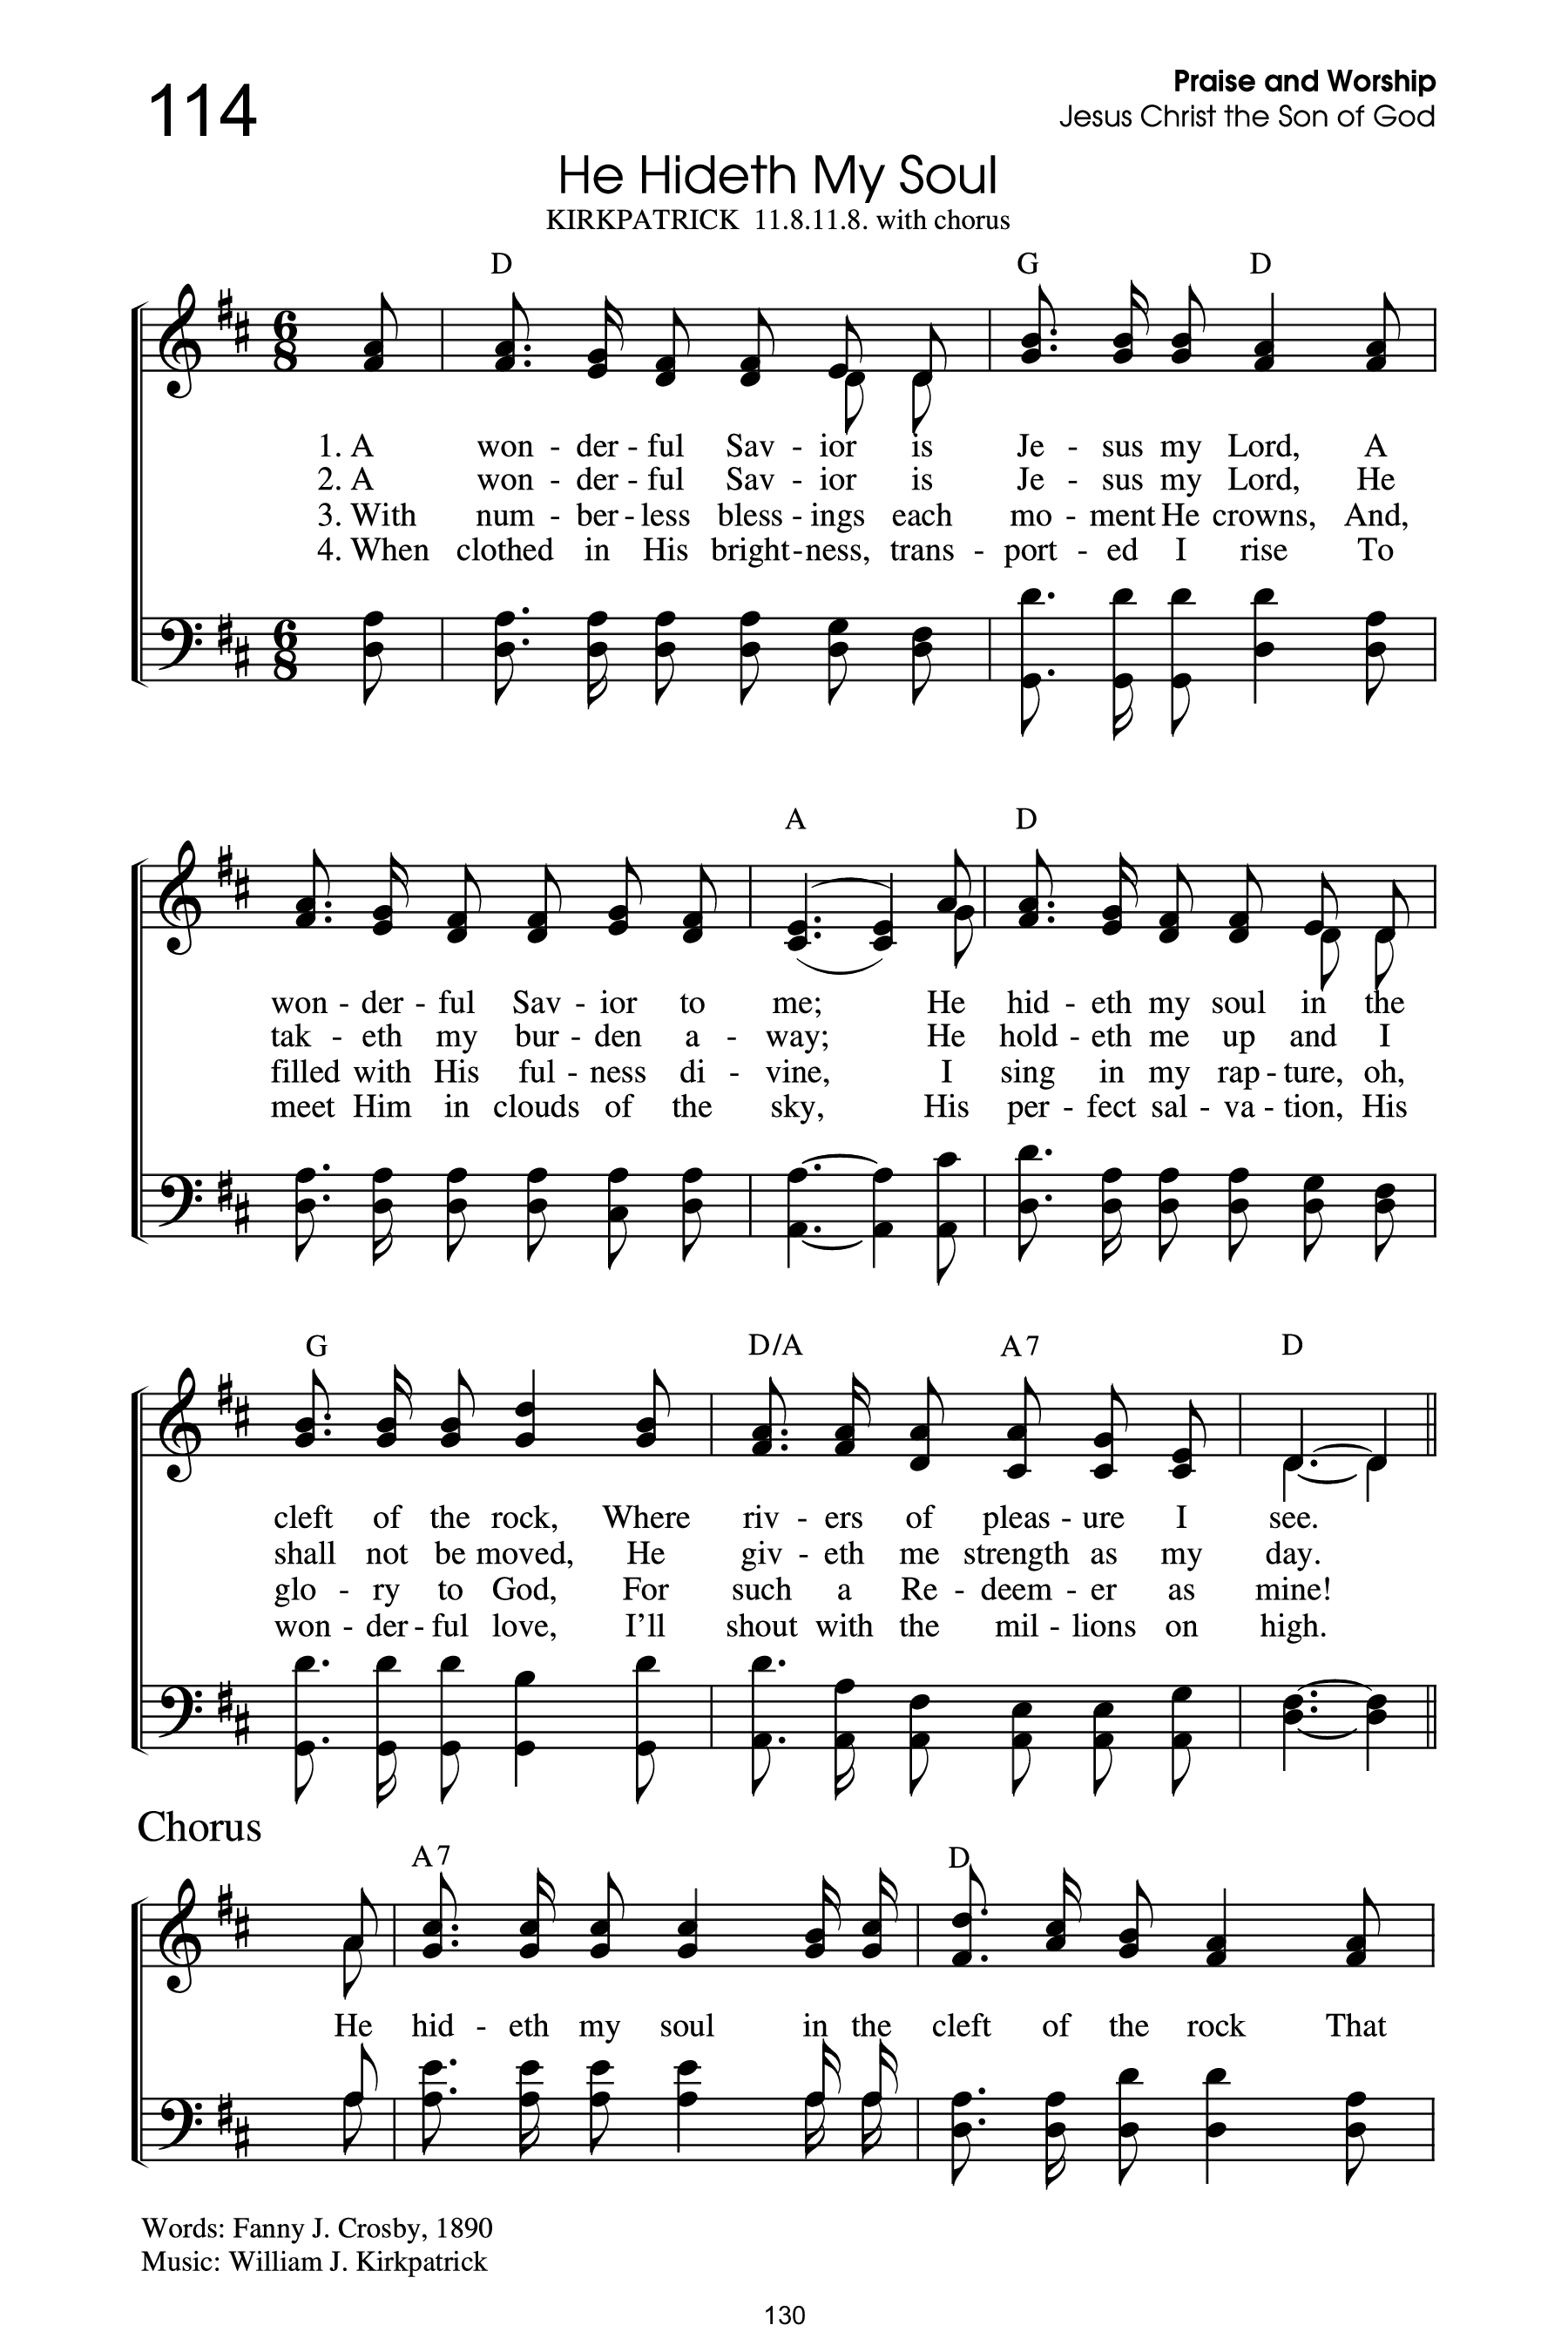 114
Praise and Worship
Jesus Christ the Son of God
He Hideth My Soul
KIRKPATRICK 11.8.11.8. with chorus
D G D
6 8
1. A won - der - ful Sav - ior is Je - sus my Lord, A
2. A won - der - ful Sav - ior is Je - sus my Lord, He
3. With num - ber - less bless - ings each mo - ment He crowns, And,
4. When clothed in His bright - ness, trans - port - ed I rise To
6 8
A D
won - der - ful Sav - ior to me; He hid - eth my soul in the
tak - eth my bur - den a - way; He hold - eth me up and I
filled with His ful - ness di - vine, I sing in my rap - ture, oh,
meet Him in clouds of the sky, His per - fect sal - va - tion, His
G D/A A7 D
cleft of the rock, Where riv - ers of pleas - ure I see.
shall not be moved, He giv - eth me strength as my day.
glo - ry to God, For such a Re - deem - er as mine!
won - der - ful love, I'll shout with the mil - lions on high.
Chorus
A7 D
He hid - eth my soul in the cleft of the rock That
Words: Fanny J. Crosby, 1890
Music: William J. Kirkpatrick
130